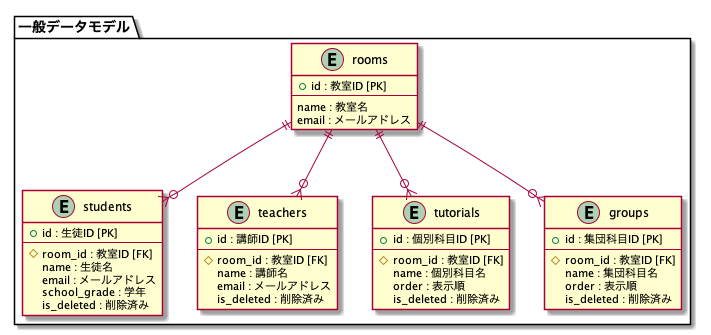 一般データモデル
E rooms
id : 教室ID [PK]
name : 教室名
email : メールアドレス
E students
id : 生徒ID [PK]
room_id : 教室ID [FK]
name : 生徒名
email : メールアドレス
school_grade : 学年
is_deleted : 削除済み
E teachers
id : 講師ID [PK]
room_id : 教室ID [FK]
name : 講師名
email : メールアドレス
is_deleted : 削除済み
E tutorials
id : 個別科目ID [PK]
room_id : 教室ID [FK]
name : 個別科目名
order : 表示順
is_deleted : 削除済み
E groups
id : 集団科目ID [PK]
room_id : 教室ID [FK]
name : 集団科目名
order : 表示順
is_deleted : 削除済み